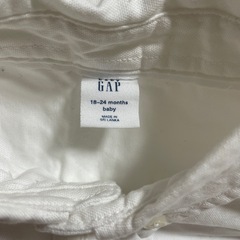 GAP
18-24 months
baby
MADE IN
SRI LANKA